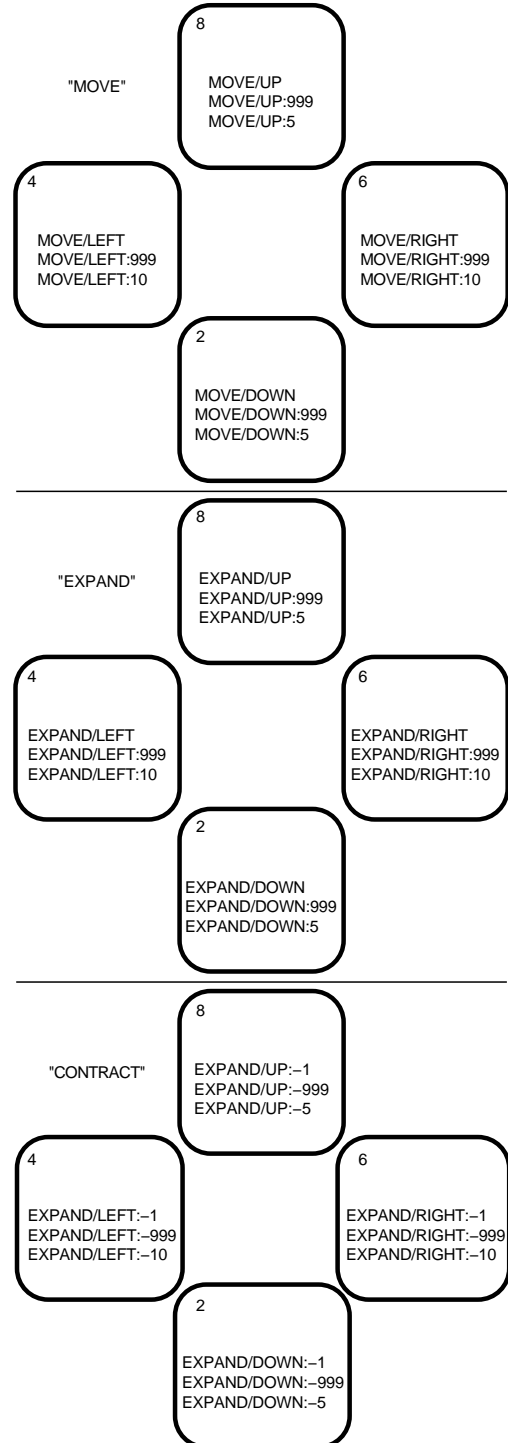 8
"MOVE"
MOVE/UP
MOVE/UP:999
MOVE/UP:5
4
MOVE/LEFT
MOVE/LEFT:999
MOVE/LEFT:10
6
MOVE/RIGHT
MOVE/RIGHT:999
MOVE/RIGHT:10
2
MOVE/DOWN
MOVE/DOWN:999
MOVE/DOWN:5
8
"EXPAND"
EXPAND/UP
EXPAND/UP:999
EXPAND/UP:5
4
EXPAND/LEFT
EXPAND/LEFT:999
EXPAND/LEFT:10
6
EXPAND/RIGHT
EXPAND/RIGHT:999
EXPAND/RIGHT:10
2
EXPAND/DOWN
EXPAND/DOWN:999
EXPAND/DOWN:5
8
"CONTRACT"
EXPAND/UP:−1
EXPAND/UP:−999
EXPAND/UP:−5
4
EXPAND/LEFT:−1
EXPAND/LEFT:−999
EXPAND/LEFT:−10
6
EXPAND/RIGHT:−1
EXPAND/RIGHT:−999
EXPAND/RIGHT:−10
2
EXPAND/DOWN:−1
EXPAND/DOWN:−999
EXPAND/DOWN:−5